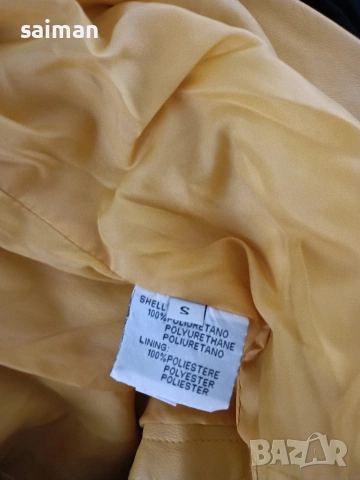 saiman
S
SHELL:
100%POLIURETANO
POLYURETHANE
POLIURETANO
LINING:
100%POLIESTERE
POLYESTER
POLIESTER
BAZAR